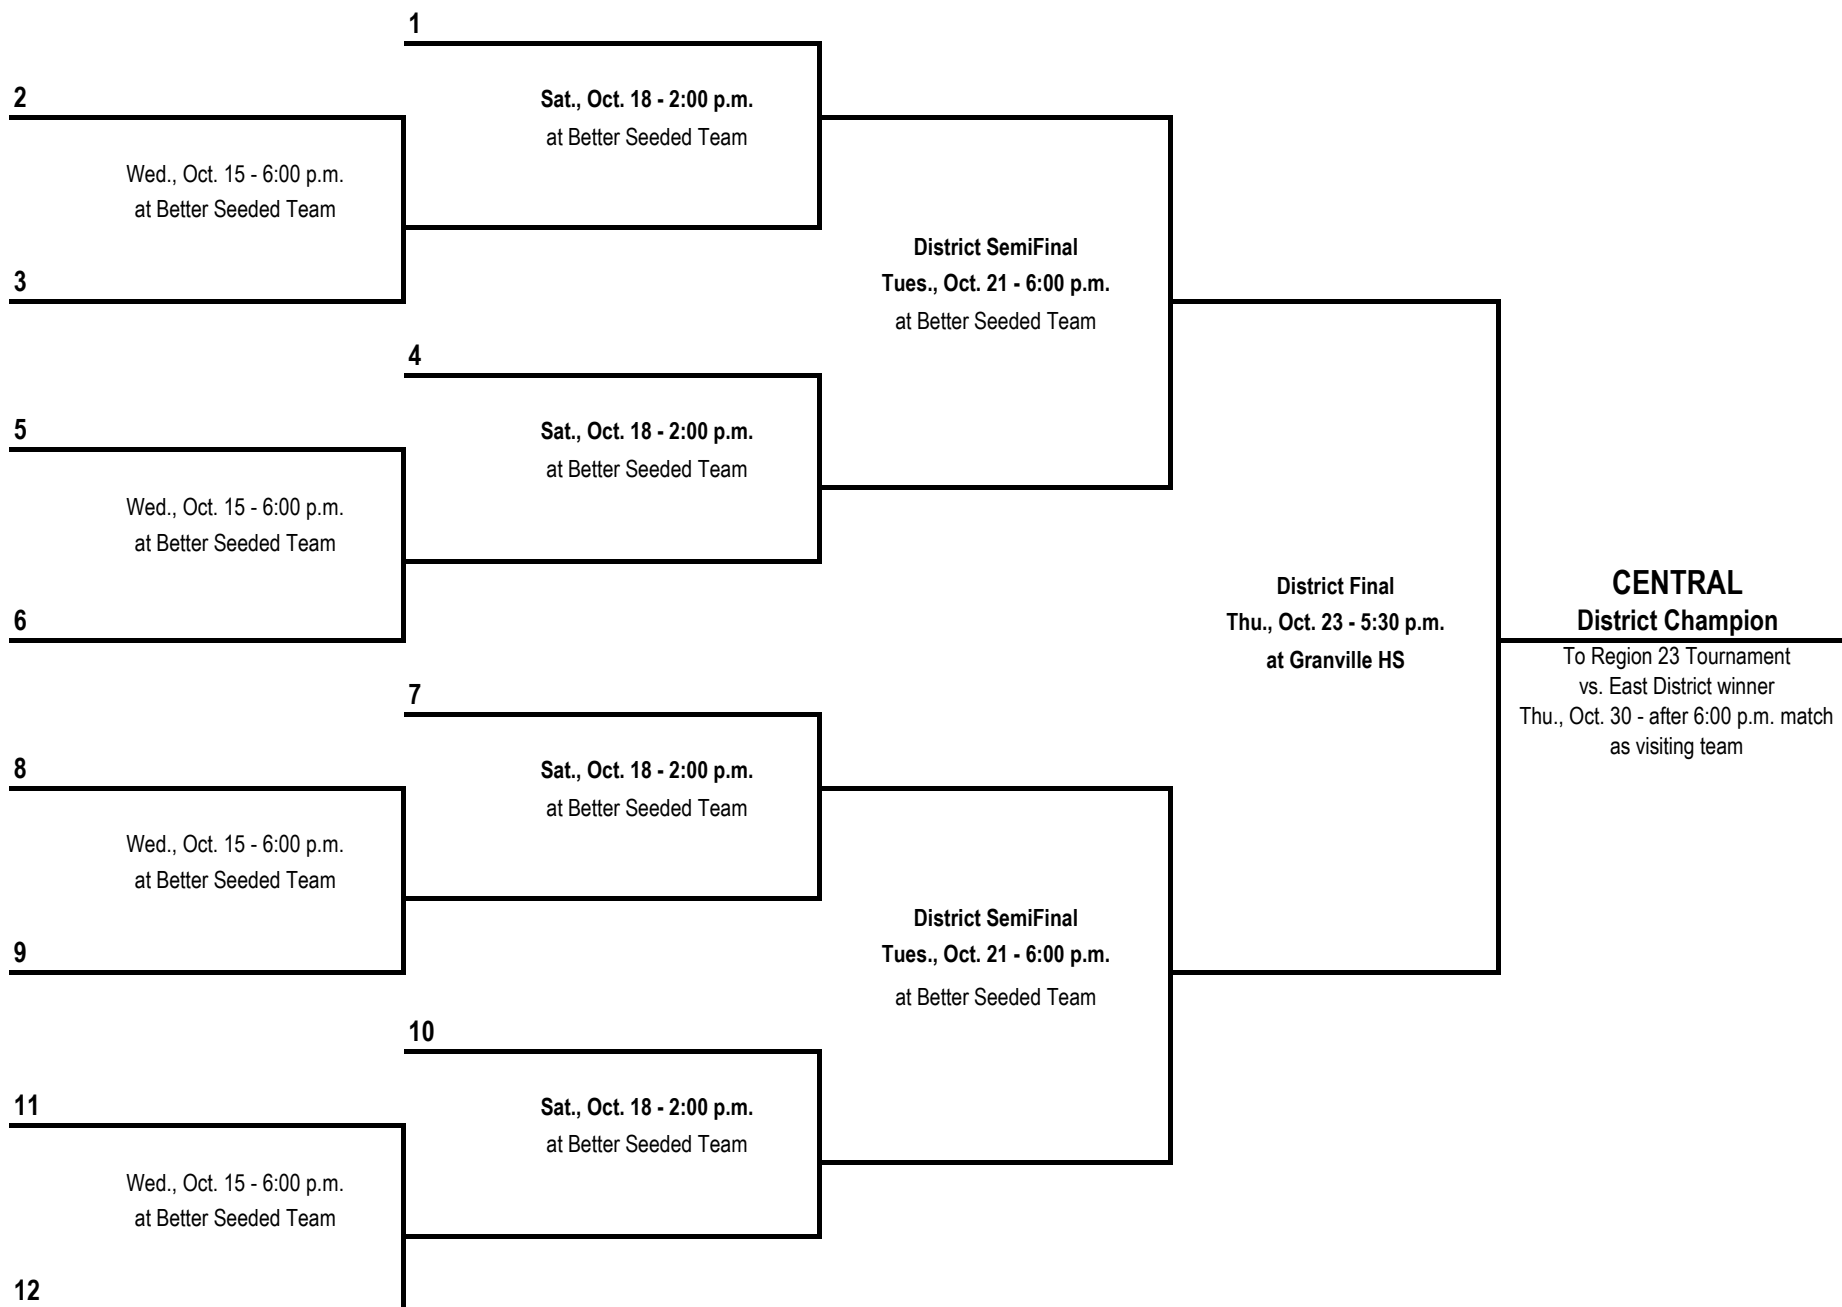 1
2
Sat., Oct. 18 - 2:00 p.m.
at Better Seeded Team
Wed., Oct. 15 - 6:00 p.m.
at Better Seeded Team
3
District SemiFinal
Tues., Oct. 21 - 6:00 p.m.
at Better Seeded Team
4
5
Sat., Oct. 18 - 2:00 p.m.
at Better Seeded Team
Wed., Oct. 15 - 6:00 p.m.
at Better Seeded Team
6
District Final
Thu., Oct. 23 - 5:30 p.m.
at Granville HS
CENTRAL
District Champion
To Region 23 Tournament
vs. East District winner
Thu., Oct. 30 - after 6:00 p.m. match
as visiting team
7
8
Sat., Oct. 18 - 2:00 p.m.
at Better Seeded Team
Wed., Oct. 15 - 6:00 p.m.
at Better Seeded Team
9
District SemiFinal
Tues., Oct. 21 - 6:00 p.m.
at Better Seeded Team
10
11
Sat., Oct. 18 - 2:00 p.m.
at Better Seeded Team
Wed., Oct. 15 - 6:00 p.m.
at Better Seeded Team
12